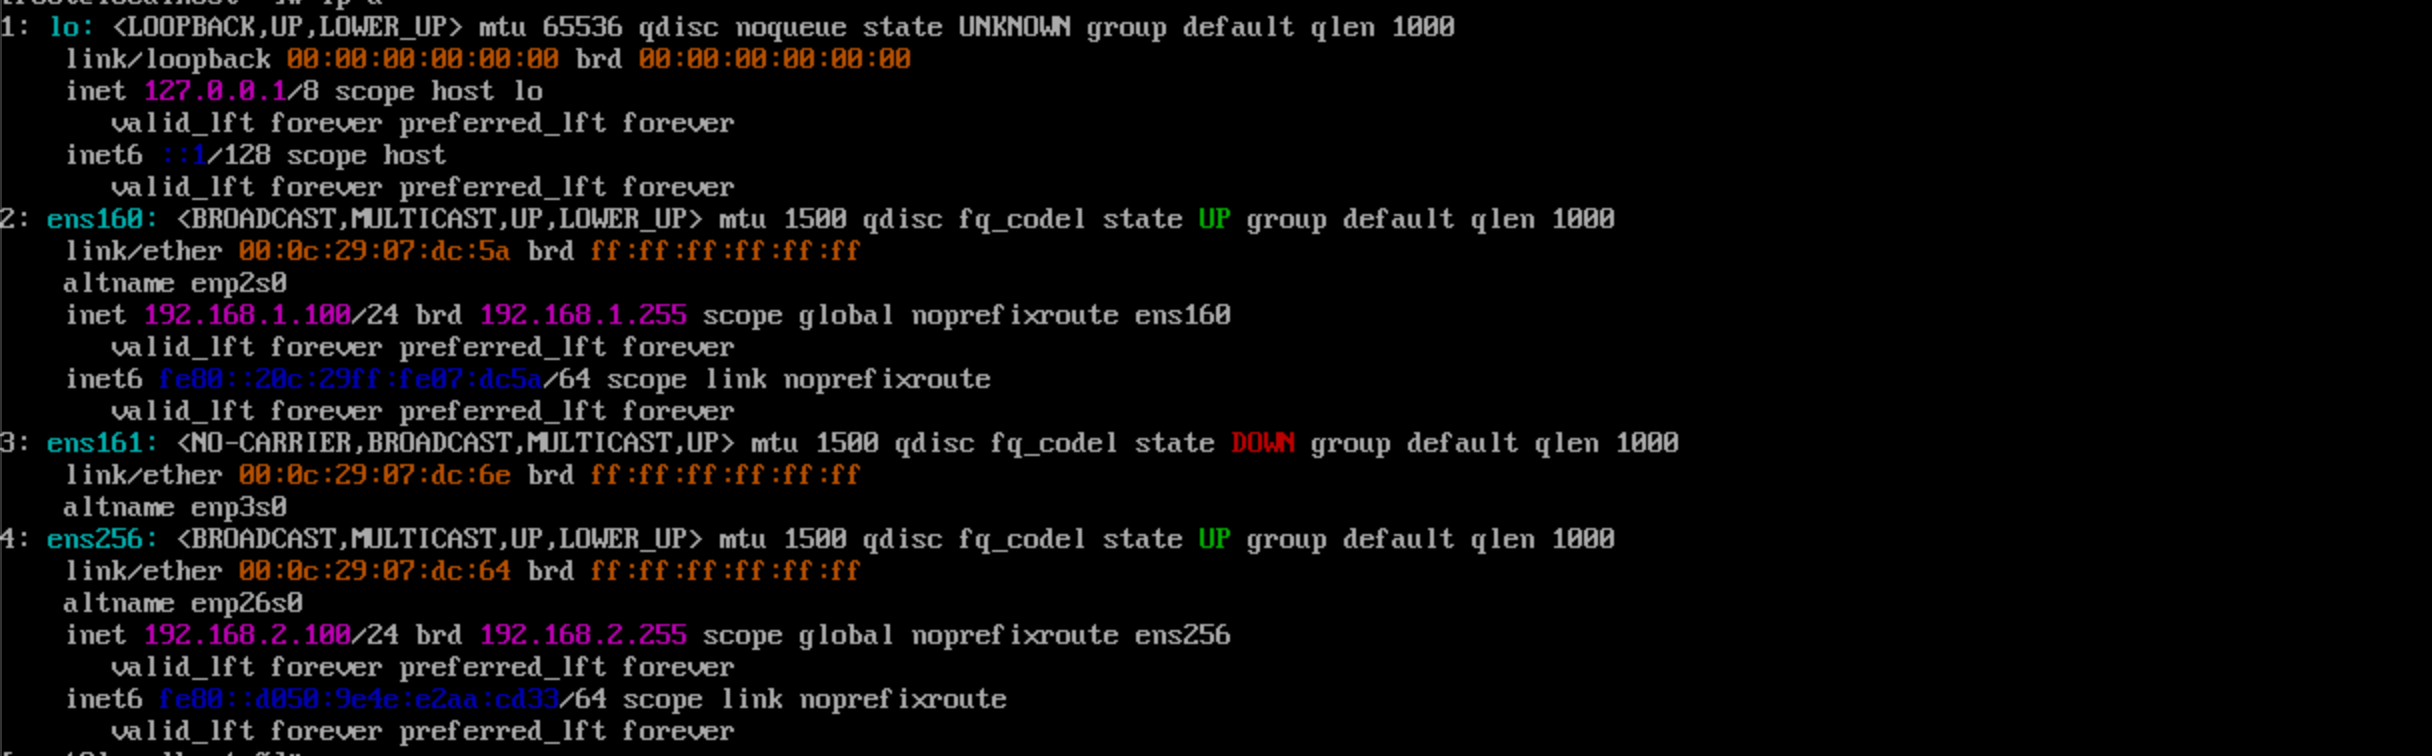 1: lo: <LOOPBACK,UP,LOWER_UP> mtu 65536 qdisc noqueue state UNKNOWN group default qlen 1000
link/loopback 00:00:00:00:00:00 brd 00:00:00:00:00:00
inet 127.0.0.1/8 scope host lo
valid_lft forever preferred_lft forever
inet6 ::1/128 scope host
valid_lft forever preferred_lft forever
2: ens160: <BROADCAST,MULTICAST,UP,LOWER_UP> mtu 1500 qdisc fq_codel state UP group default qlen 1000
link/ether 00:0c:29:07:dc:5a brd ff:ff:ff:ff:ff:ff
altname enp2s0
inet 192.168.1.100/24 brd 192.168.1.255 scope global noprefixroute ens160
valid_lft forever preferred_lft forever
inet6 fe80::20c:29ff:fe07:dc5a/64 scope link noprefixroute
valid_lft forever preferred_lft forever
3: ens161: <NO-CARRIER,BROADCAST,MULTICAST,UP> mtu 1500 qdisc fq_codel state DOWN group default qlen 1000
link/ether 00:0c:29:07:dc:6e brd ff:ff:ff:ff:ff:ff
altname enp3s0
4: ens256: <BROADCAST,MULTICAST,UP,LOWER_UP> mtu 1500 qdisc fq_codel state UP group default qlen 1000
link/ether 00:0c:29:07:dc:64 brd ff:ff:ff:ff:ff:ff
altname enp26s0
inet 192.168.2.100/24 brd 192.168.2.255 scope global noprefixroute ens256
valid_lft forever preferred_lft forever
inet6 fe80::d050:9e4e:e2aa:cd33/64 scope link noprefixroute
valid_lft forever preferred_lft forever